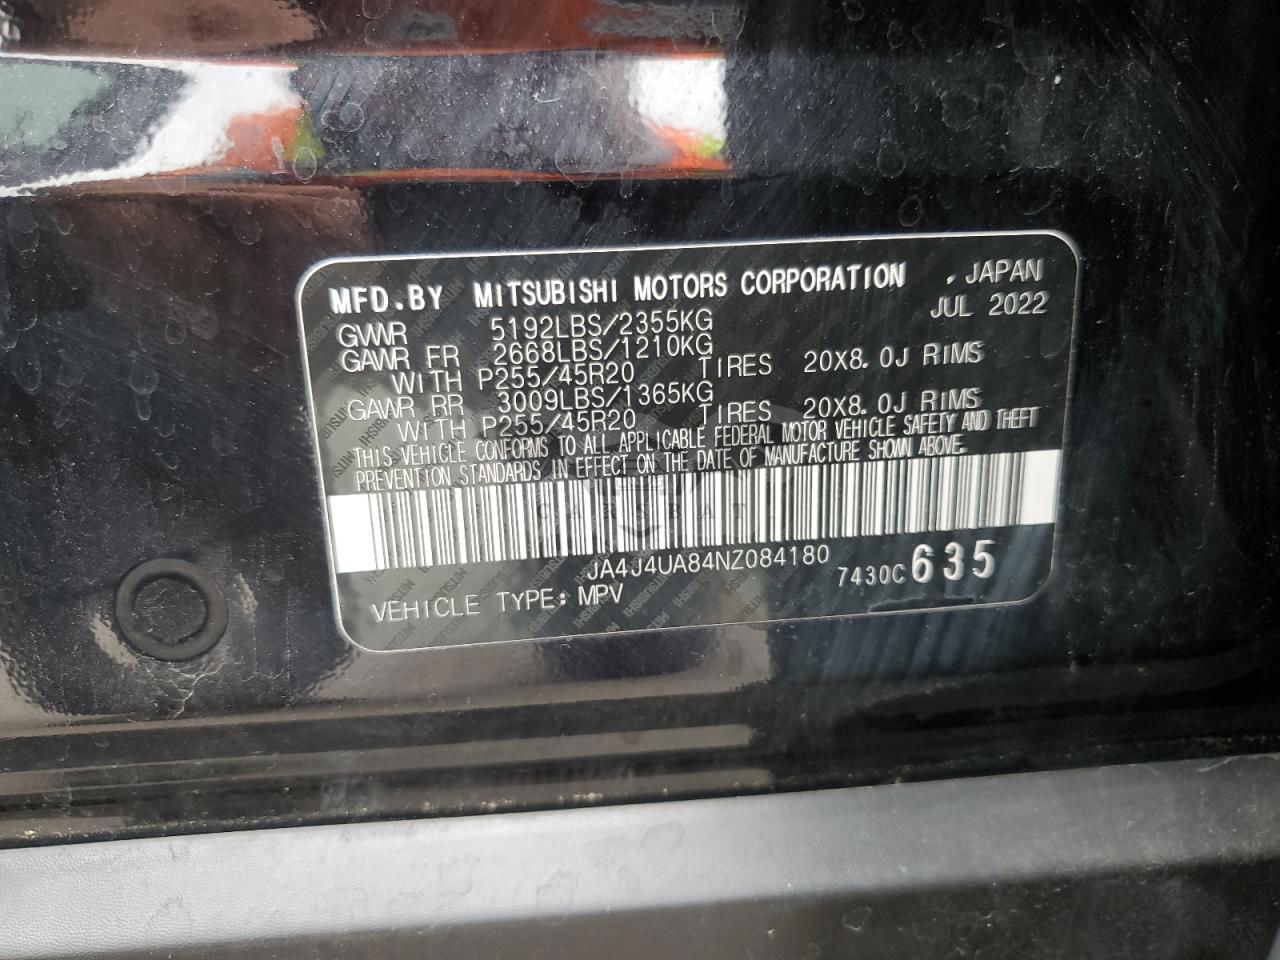 MFD.BY MITSUBISHI MOTORS CORPORATION , JAPAN
JUL 2022
GWWR 5192LBS/2355KG
GAWR FR 2668LBS/1210KG
WITH P255/45R20 TIRES 20X8.0J RIMS
GAWR RR 3009LBS/1365KG
WITH P255/45R20 TIRES 20X8.0J RIMS
THIS VEHICLE CONFORMS TO ALL APPLICABLE FEDERAL MOTOR VEHICLE SAFETY AND THEFT
PREVENTION STANDARDS IN EFFECT ON THE DATE OF MANUFACTURE SHOWN ABOVE.
JA4J4UA84NZ084180
7430C 635
VEHICLE TYPE: MPV